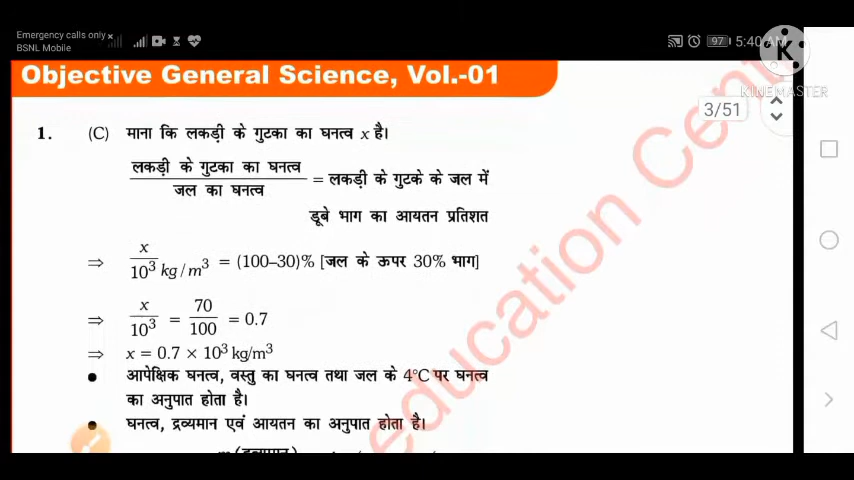 Emergency calls only
BSNL Mobile
97 5:40 AM
K
KINEMASTER
Objective General Science, Vol.-01
3/51
1. (C) माना कि लकड़ी के गुटका का घनत्व x है।
लकड़ी के गुटका का घनत्व
जल का घनत्व
= लकड़ी के गुटके के जल में
डूबे भाग का आयतन प्रतिशत
⇒ x / 10³ kg/m³ = (100–30)% [जल के ऊपर 30% भाग]
⇒ x / 10³ = 70 / 100 = 0.7
⇒ x = 0.7 × 10³ kg/m³
● आपेक्षिक घनत्व, वस्तु का घनत्व तथा जल के 4°C पर घनत्व
का अनुपात होता है।
● घनत्व, द्रव्यमान एवं आयतन का अनुपात होता है।
education Cent